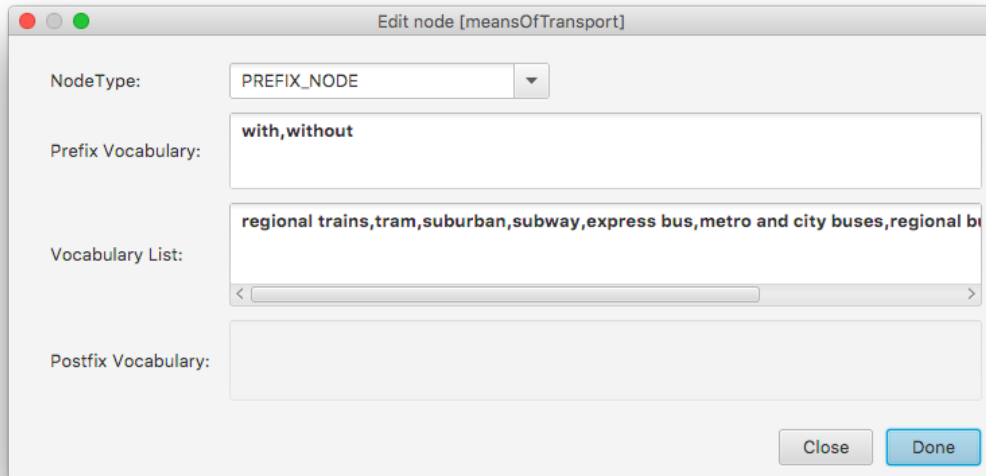 Edit node [meansOfTransport]
NodeType:
PREFIX_NODE
Prefix Vocabulary:
with,without
Vocabulary List:
regional trains,tram,suburban,subway,express bus,metro and city buses,regional
Postfix Vocabulary:
Close
Done